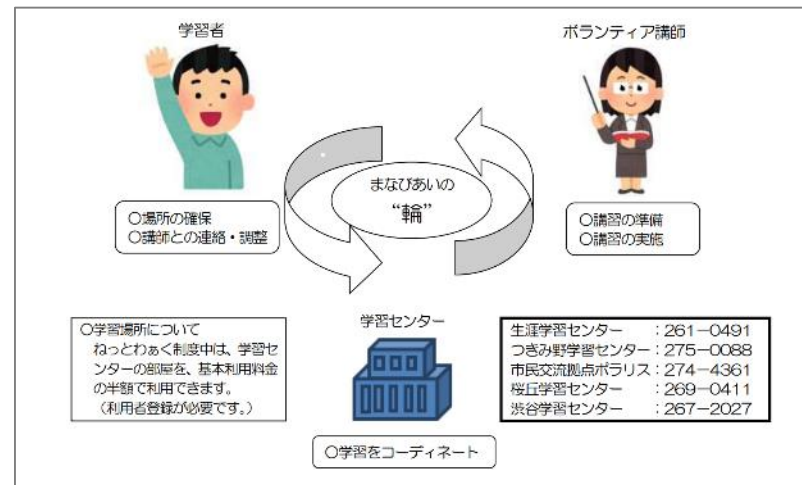 学習者
ボランティア講師
まなびあいの
“輪”
○場所の確保
○講師との連絡・調整
○講習の準備
○講習の実施
○学習場所について
ねっとわぁく制度中は、学習セ
ンターの部屋を、基本利用料金
の半額で利用できます。
(利用者登録が必要です。)
学習センター
○学習をコーディネート
生涯学習センター :261-0491
つきみ野学習センター:275-0088
市民交流拠点ポラリス:274-4361
桜丘学習センター :269-0411
渋谷学習センター :267-2027